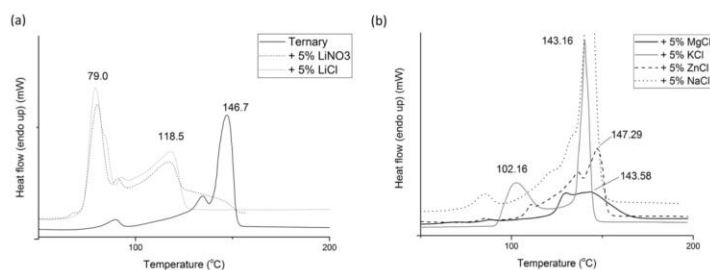 (a)
Ternary
+ 5% LiNO3
+ 5% LiCl
79.0
118.5
146.7
Heat flow (endo up) (mW)
100
200
Temperature (°C)
(b)
+ 5% MgCl
+ 5% KCl
+ 5% ZnCl
+ 5% NaCl
143.16
147.29
102.16
143.58
Heat flow (endo up) (mW)
100
200
Temperature (°C)